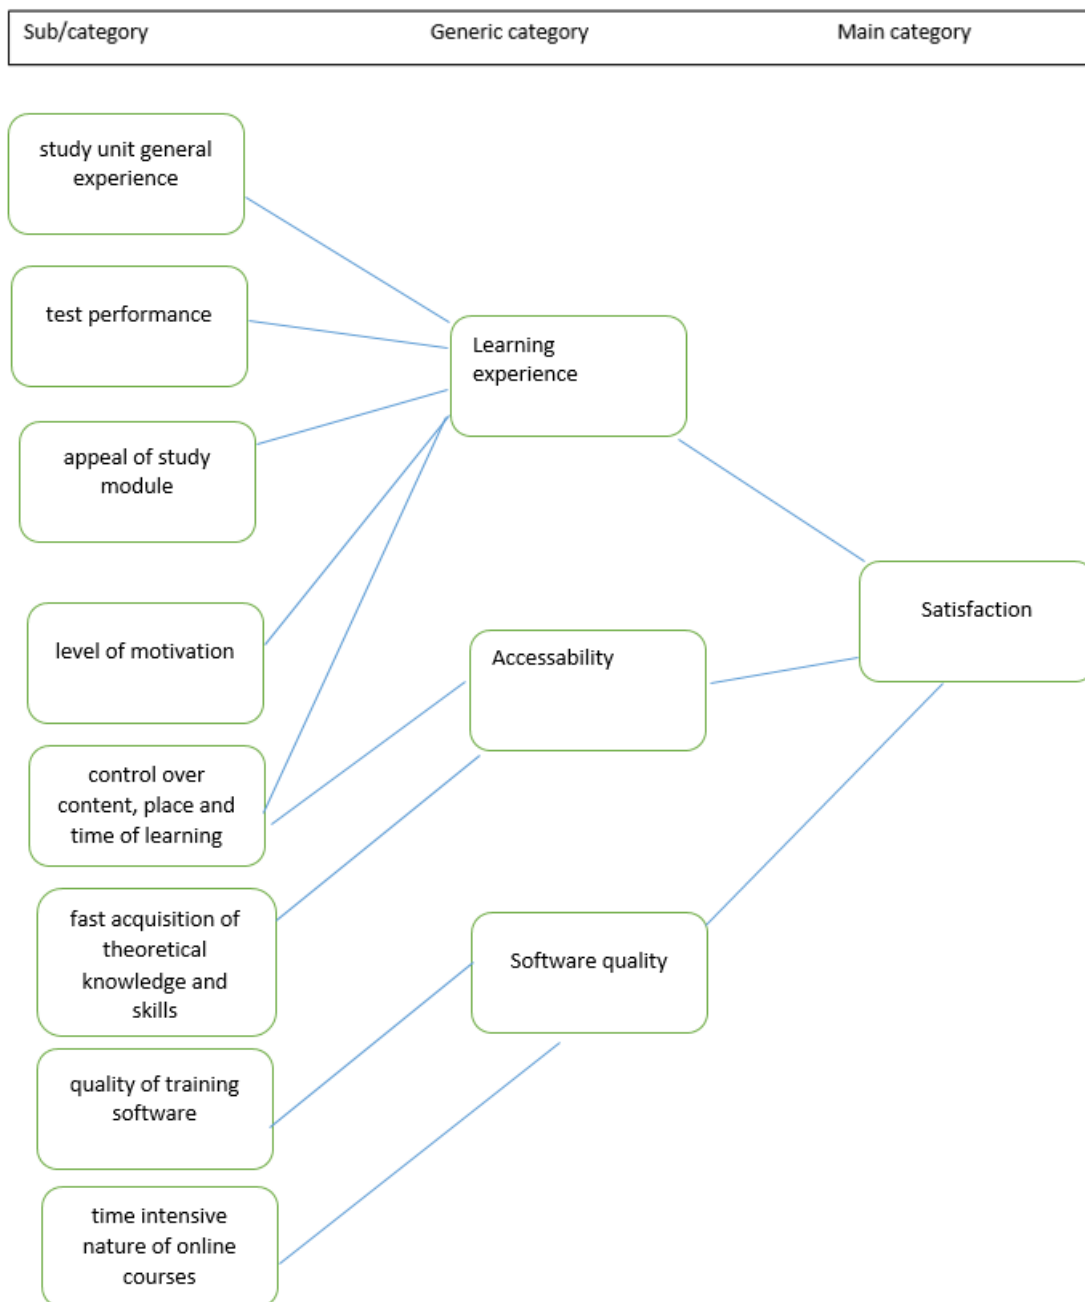 Sub/category Generic category Main category
study unit general
experience
test performance
Learning
experience
appeal of study
module
level of motivation
Satisfaction
Accessability
control over
content, place and
time of learning
fast acquisition of
theoretical
knowledge and
skills
Software quality
quality of training
software
time intensive
nature of online
courses